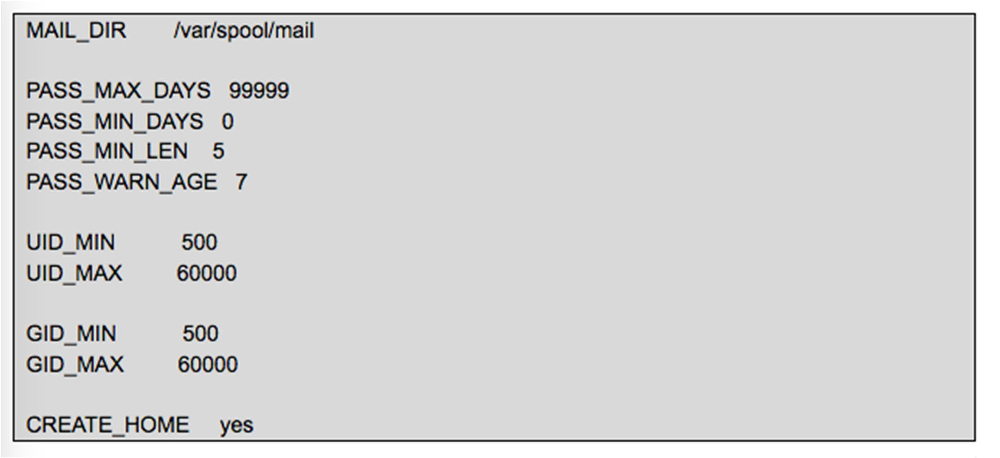 MAIL_DIR /var/spool/mail
PASS_MAX_DAYS 99999
PASS_MIN_DAYS 0
PASS_MIN_LEN 5
PASS_WARN_AGE 7
UID_MIN 500
UID_MAX 60000
GID_MIN 500
GID_MAX 60000
CREATE_HOME yes